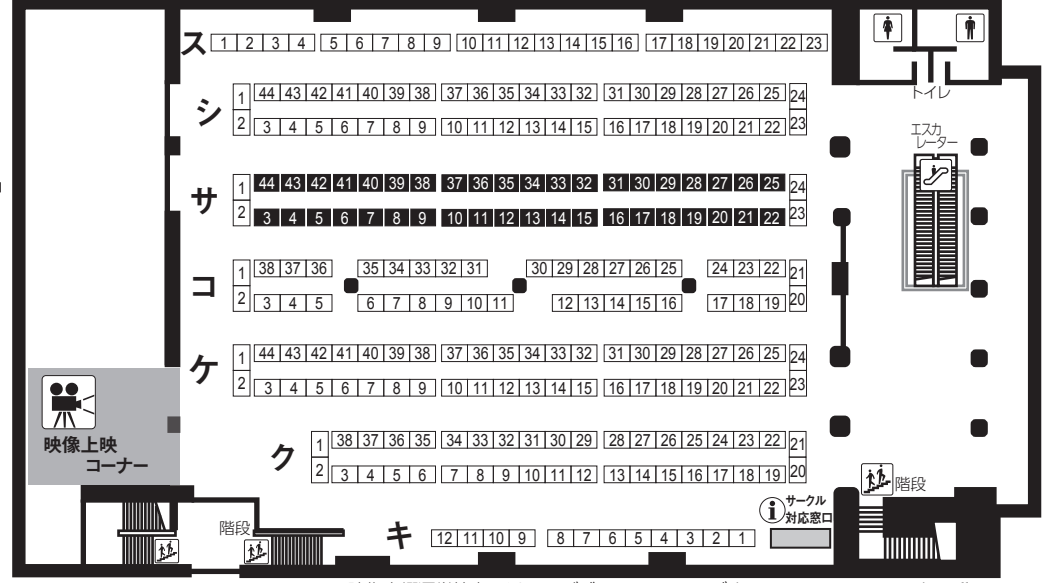 ス 1 2 3 4 5 6 7 8 9 10 11 12 13 14 15 16 17 18 19 20 21 22 23
トイレ
シ 1 44 43 42 41 40 39 38 37 36 35 34 33 32 31 30 29 28 27 26 25 24
2 3 4 5 6 7 8 9 10 11 12 13 14 15 16 17 18 19 20 21 22 23
エスカ
レーター
サ 1 44 43 42 41 40 39 38 37 36 35 34 33 32 31 30 29 28 27 26 25 24
2 3 4 5 6 7 8 9 10 11 12 13 14 15 16 17 18 19 20 21 22 23
コ 1 38 37 36 35 34 33 32 31 30 29 28 27 26 25 24 23 22 21
2 3 4 5 6 7 8 9 10 11 12 13 14 15 16 17 18 19 20
ケ 1 44 43 42 41 40 39 38 37 36 35 34 33 32 31 30 29 28 27 26 25 24
2 3 4 5 6 7 8 9 10 11 12 13 14 15 16 17 18 19 20 21 22 23
映像上映
コーナー
ク 1 38 37 36 35 34 33 32 31 30 29 28 27 26 25 24 23 22 21
2 3 4 5 6 7 8 9 10 11 12 13 14 15 16 17 18 19 20
階段
サークル
対応窓口
階段
キ 12 11 10 9 8 7 6 5 4 3 2 1